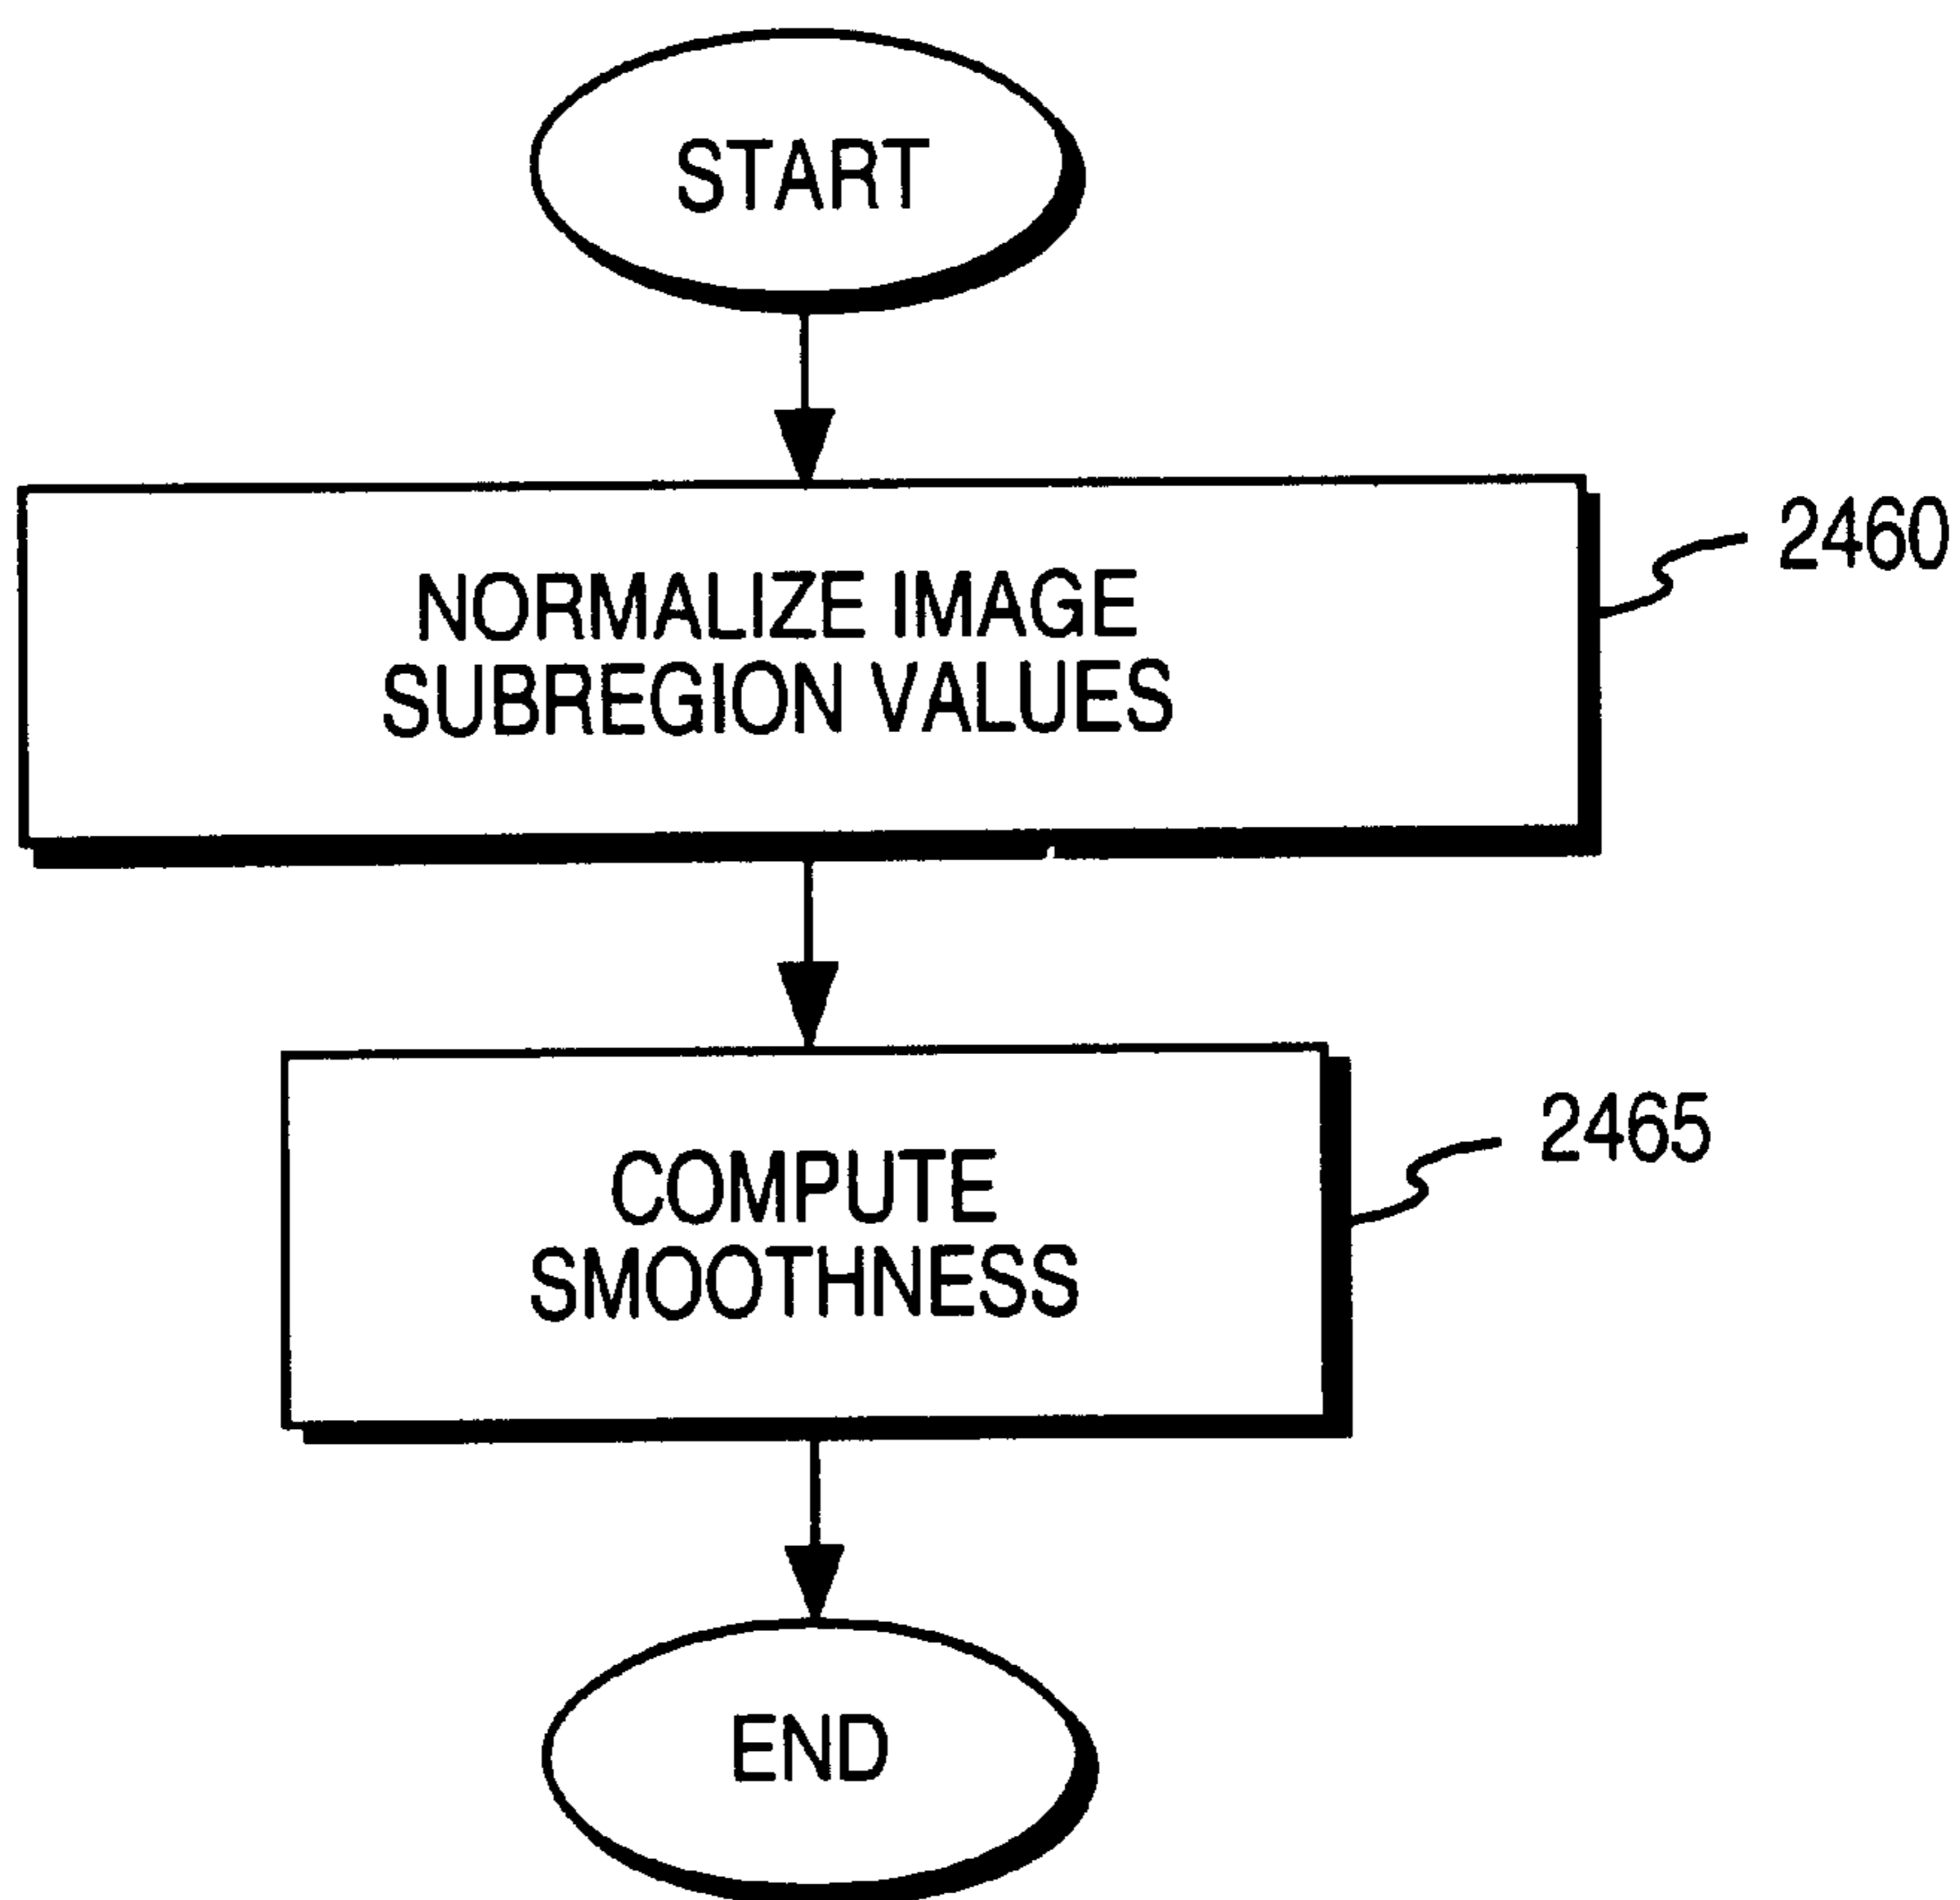 START
2460
NORMALIZE IMAGE
SUBREGION VALUES
2465
COMPUTE
SMOOTHNESS
END